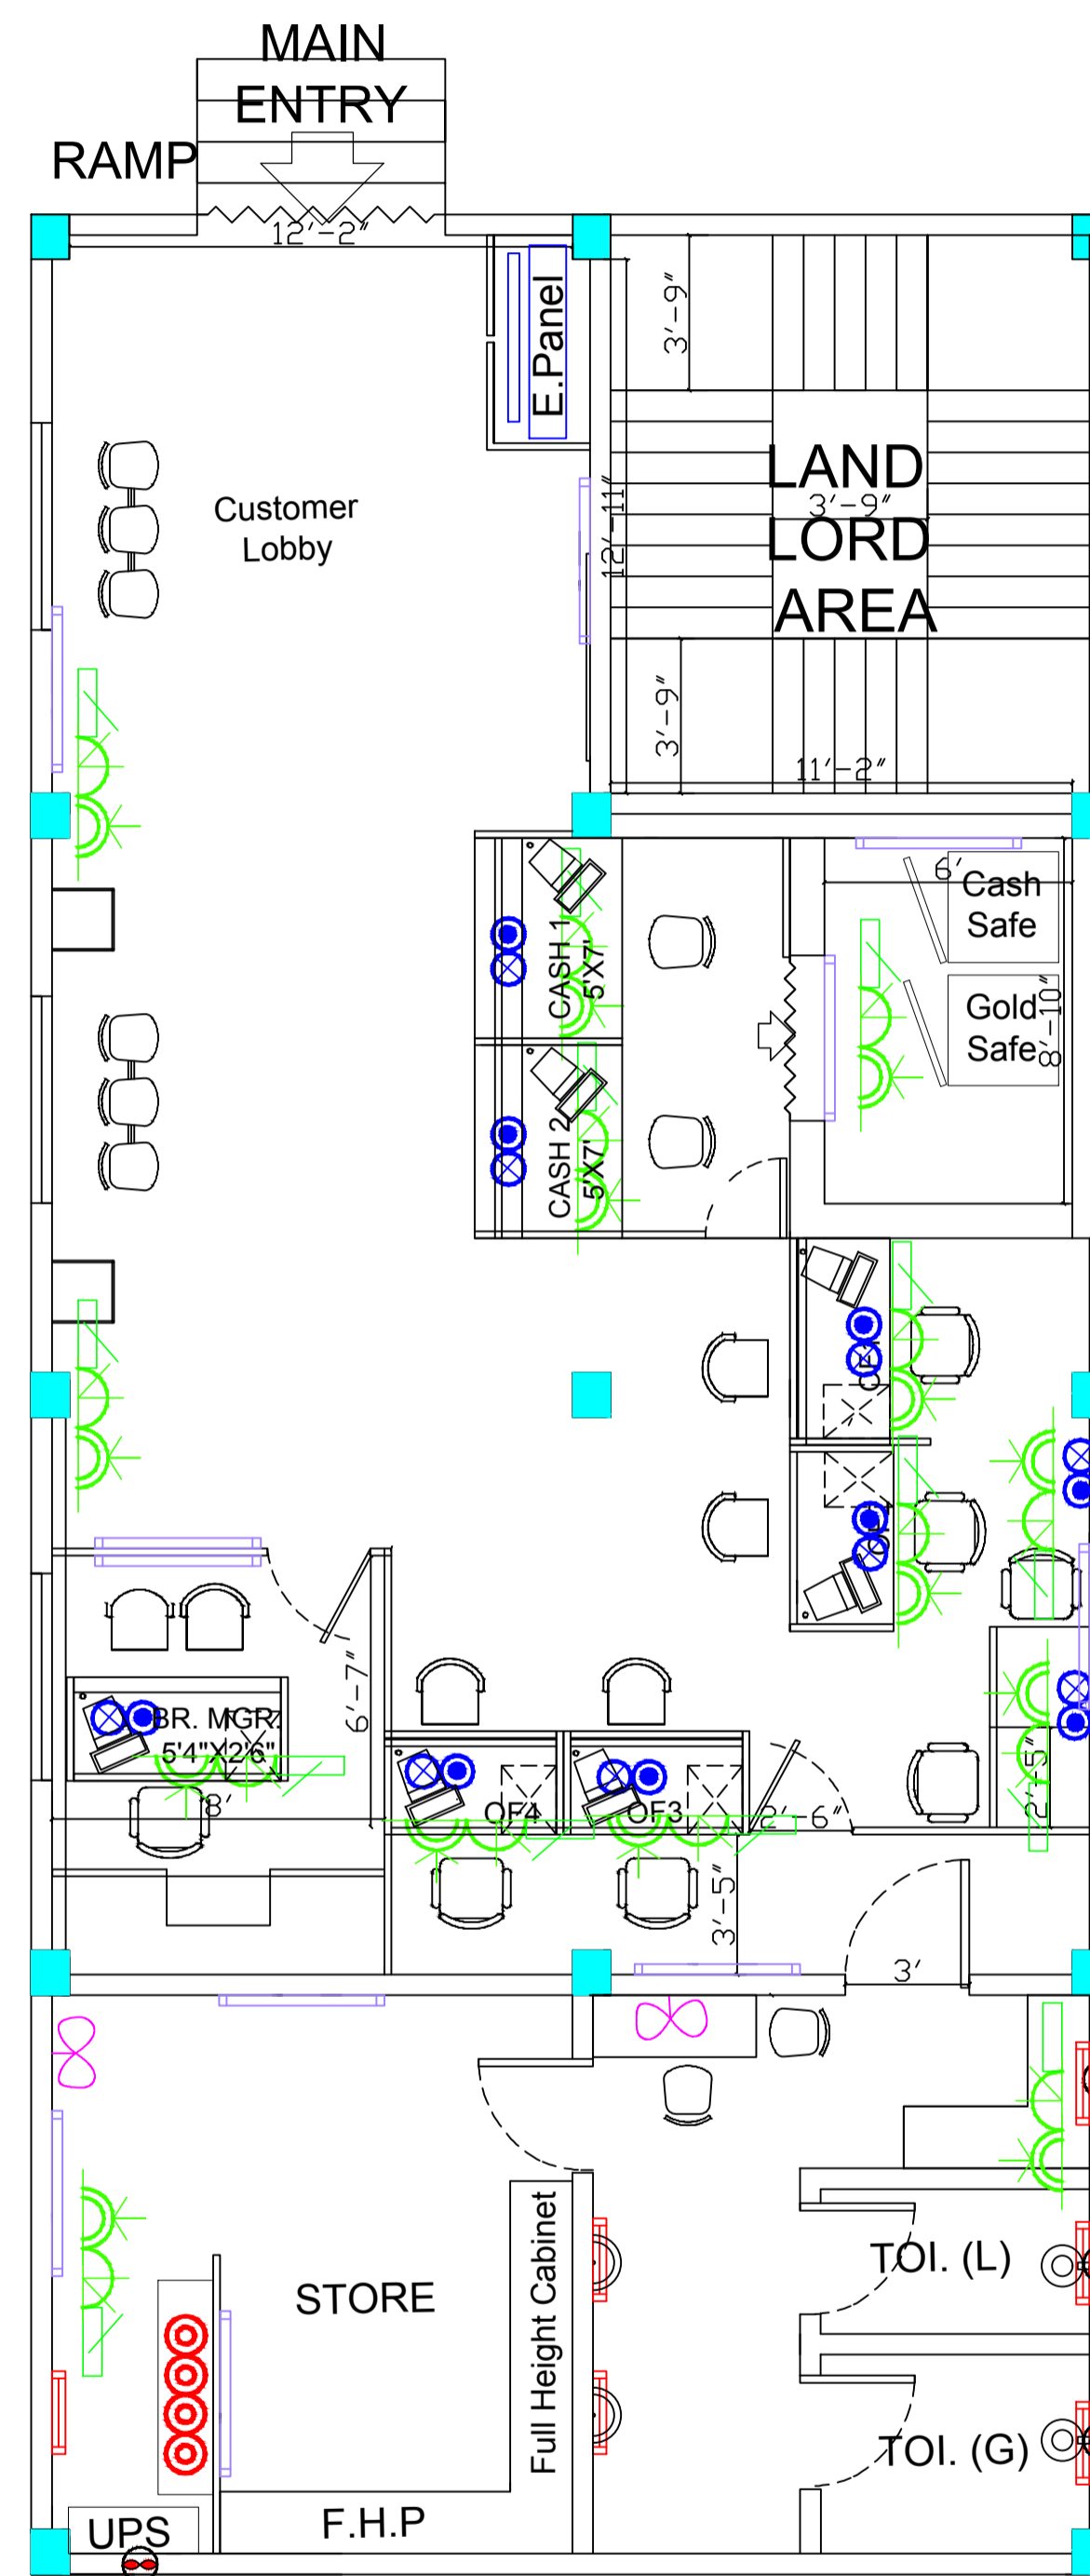 MAIN
ENTRY
RAMP
12'-2"
E.Panel
3'-9"
Customer
Lobby
12'-11"
LAND
3'-9"
LORD
AREA
3'-9"
11'-2"
6'
Cash
Safe
CASH 1
5'X7'
Gold
Safe
8'-10"
CASH 2
5'X7'
6'-7"
BR. MGR.
5'4"X2'6"
8'
OF4
OF3
2'-6"
2'-5"
3'-5"
3'
TOI. (L)
STORE
Full Height Cabinet
TOI. (G)
F.H.P
UPS